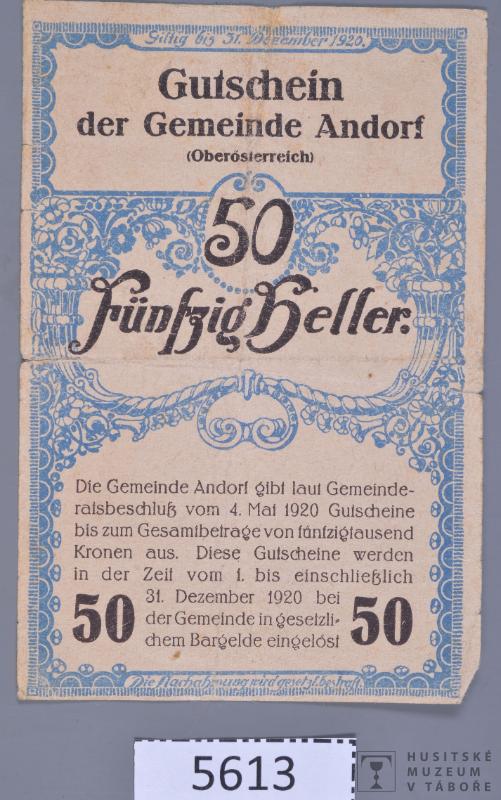 Gültig bis 31. Dezember 1920.
Gutschein
der Gemeinde Andorf
(Oberösterreich)
50
Fünfzig Heller.
Die Gemeinde Andorf gibt laut Gemeinde-
ratsbeschluß vom 4. Mai 1920 Gutscheine
bis zum Gesamtbetrage von fünfzigtausend
Kronen aus. Diese Gutscheine werden
in der Zeit vom 1. bis einschließlich
31. Dezember 1920 bei
der Gemeinde in gesetzli-
chem Bargelde eingelöst
50 50
Die Nachahmung wird gesetzl. bestraft.
5613
HUSITSKÉ
MUZEUM
V TÁBOŘE